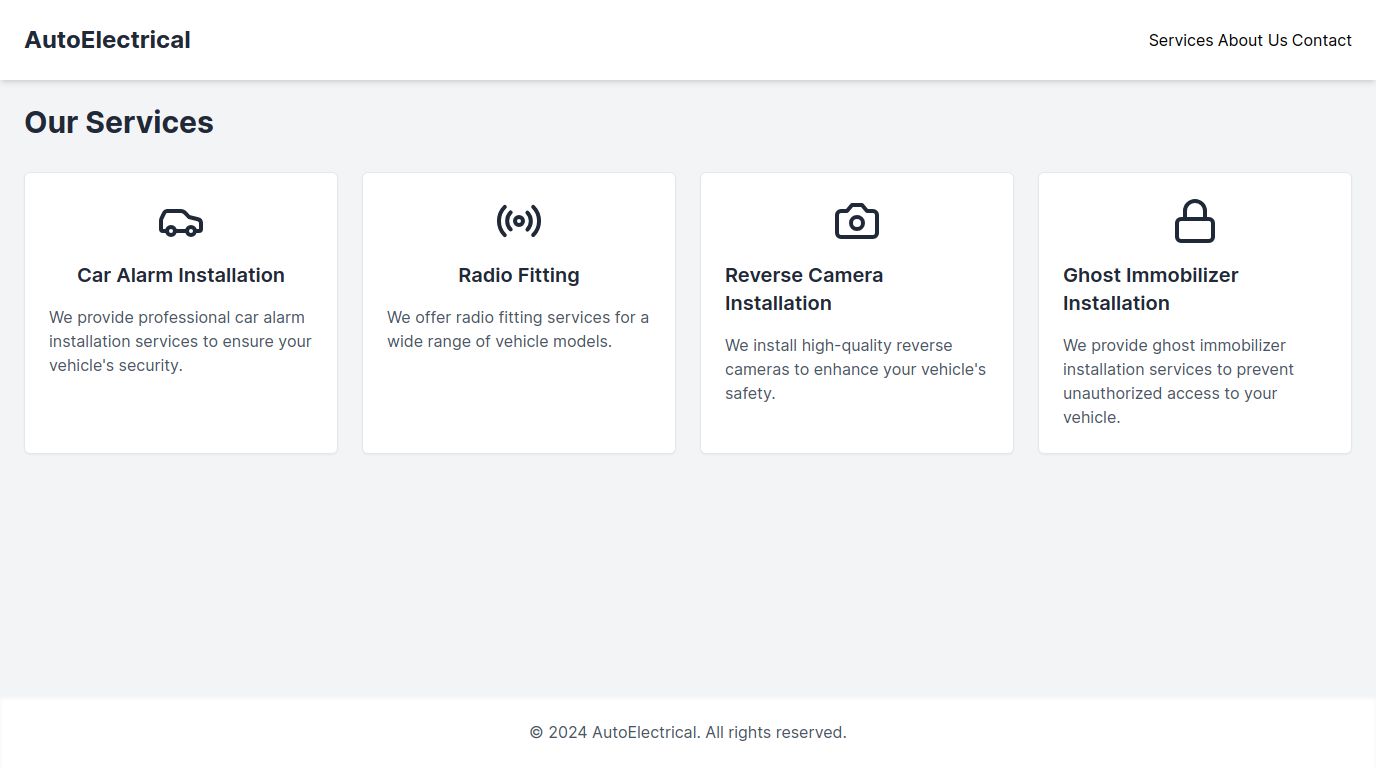 AutoElectrical
Services About Us Contact
Our Services
Car Alarm Installation
We provide professional car alarm
installation services to ensure your
vehicle's security.
Radio Fitting
We offer radio fitting services for a
wide range of vehicle models.
Reverse Camera
Installation
We install high-quality reverse
cameras to enhance your vehicle's
safety.
Ghost Immobilizer
Installation
We provide ghost immobilizer
installation services to prevent
unauthorized access to your
vehicle.
© 2024 AutoElectrical. All rights reserved.